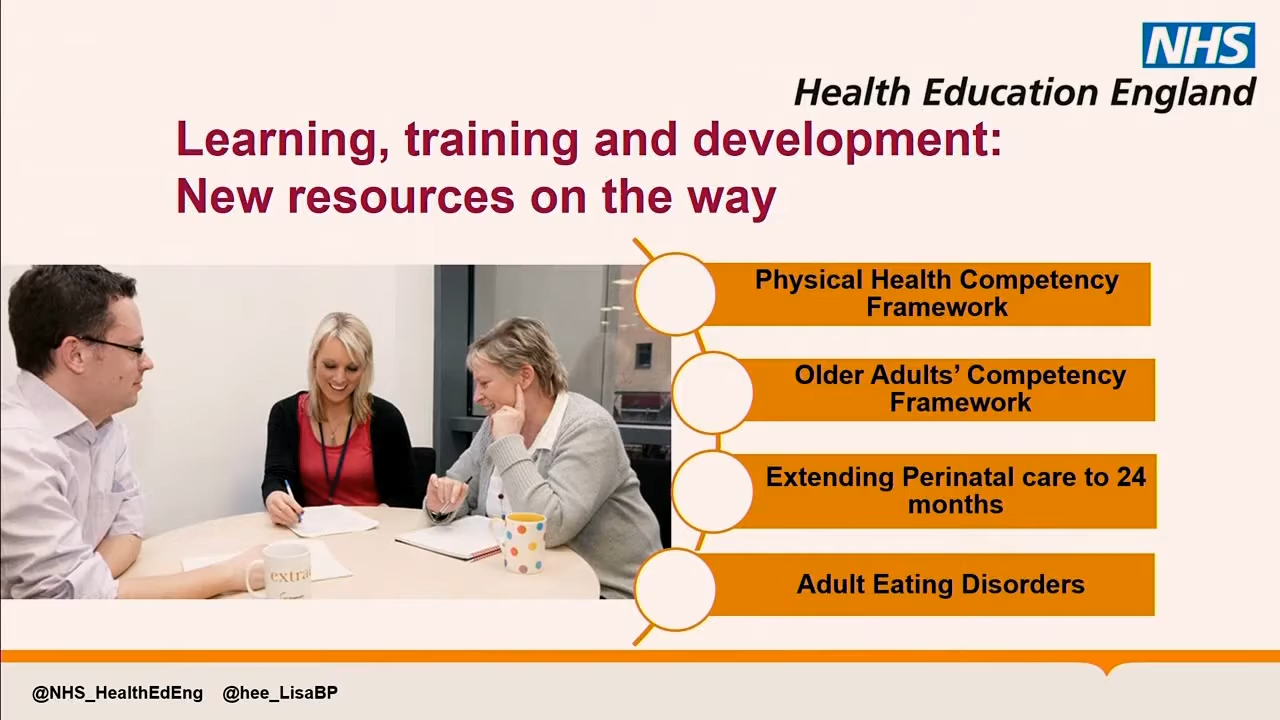 NHS
Health Education England
Learning, training and development:
New resources on the way
Physical Health Competency
Framework
Older Adults’ Competency
Framework
Extending Perinatal care to 24
months
Adult Eating Disorders
extra
@NHS_HealthEdEng @hee_LisaBP